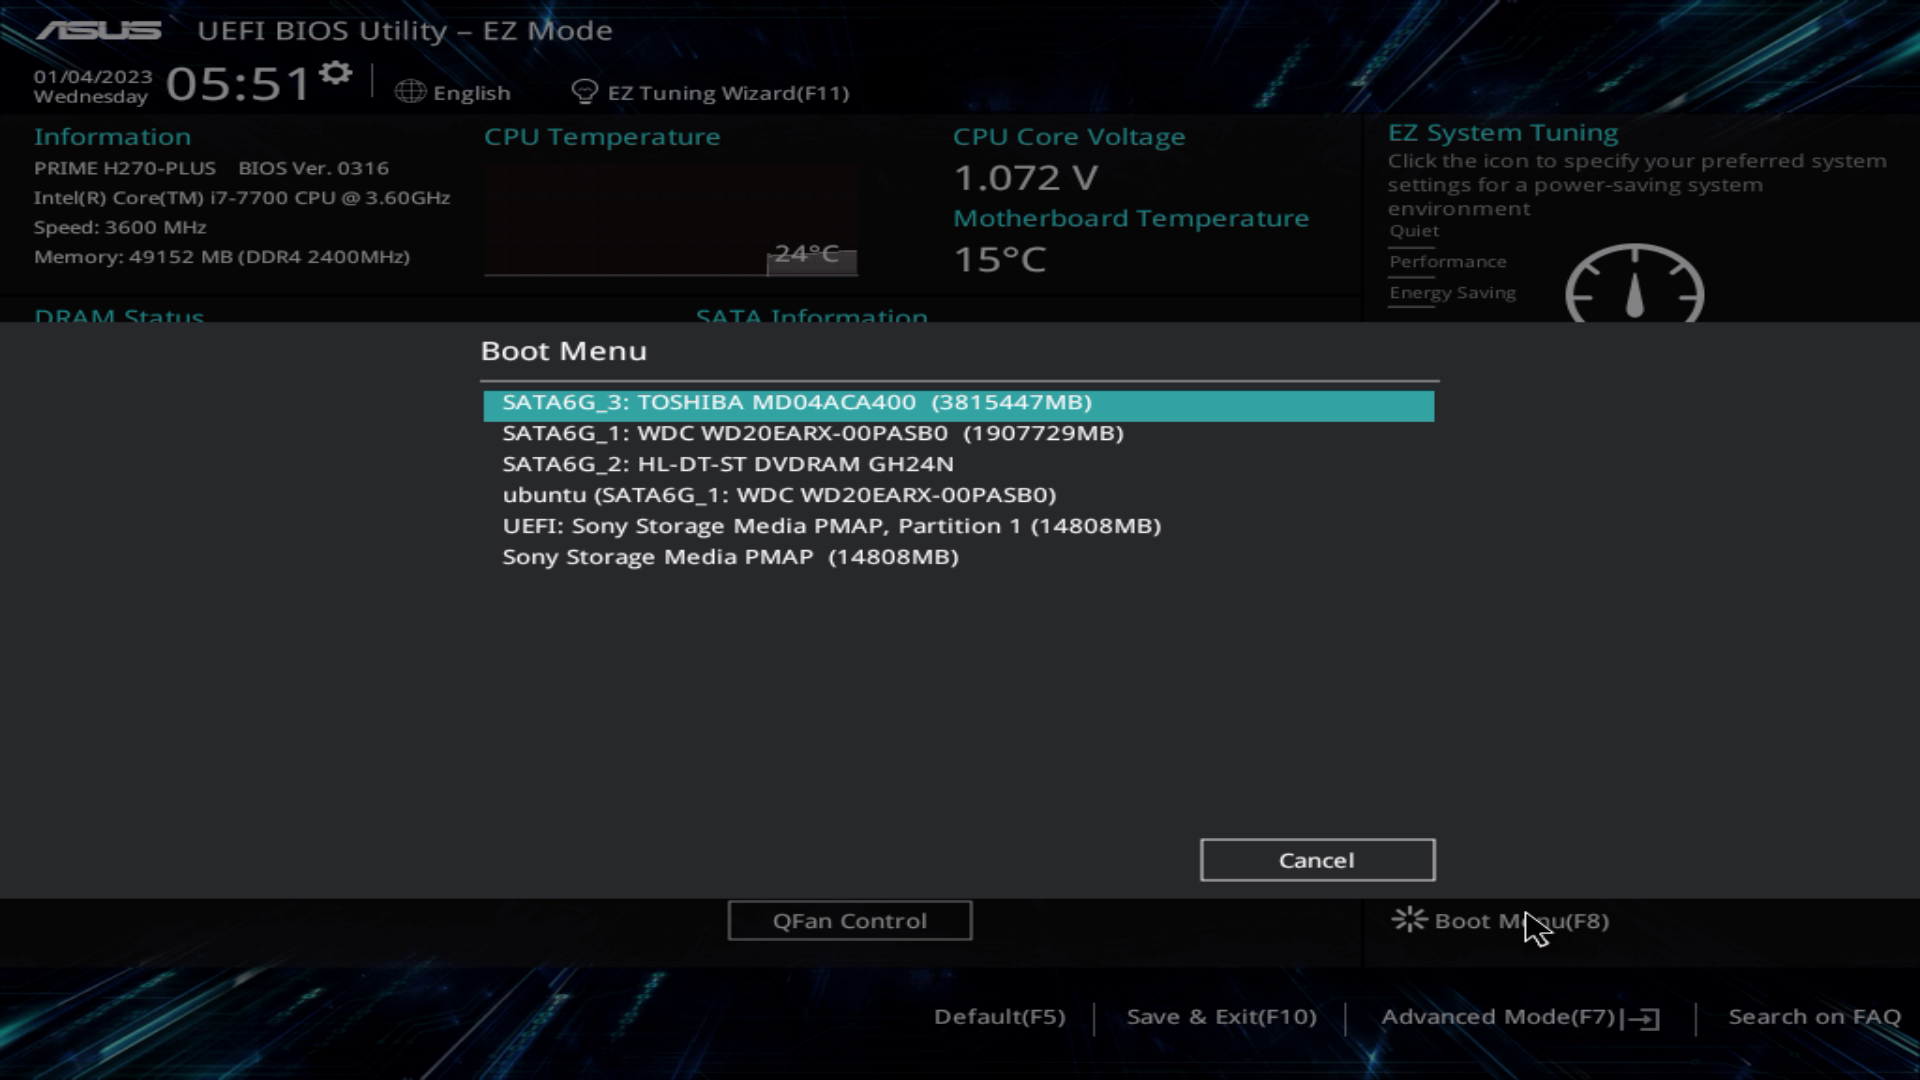 ASUS UEFI BIOS Utility – EZ Mode
01/04/2023
Wednesday
05:51
English
EZ Tuning Wizard(F11)
Information
PRIME H270-PLUS BIOS Ver. 0316
Intel(R) Core(TM) i7-7700 CPU @ 3.60GHz
Speed: 3600 MHz
Memory: 49152 MB (DDR4 2400MHz)
CPU Temperature
24°C
CPU Core Voltage
1.072 V
Motherboard Temperature
15°C
EZ System Tuning
Click the icon to specify your preferred system
settings for a power-saving system
environment
Quiet
Performance
Energy Saving
DRAM Status
SATA Information
Boot Menu
SATA6G_3: TOSHIBA MD04ACA400 (3815447MB)
SATA6G_1: WDC WD20EARX-00PASB0 (1907729MB)
SATA6G_2: HL-DT-ST DVDRAM GH24N
ubuntu (SATA6G_1: WDC WD20EARX-00PASB0)
UEFI: Sony Storage Media PMAP, Partition 1 (14808MB)
Sony Storage Media PMAP (14808MB)
Cancel
QFan Control
Boot Menu(F8)
Default(F5)
Save & Exit(F10)
Advanced Mode(F7)
Search on FAQ